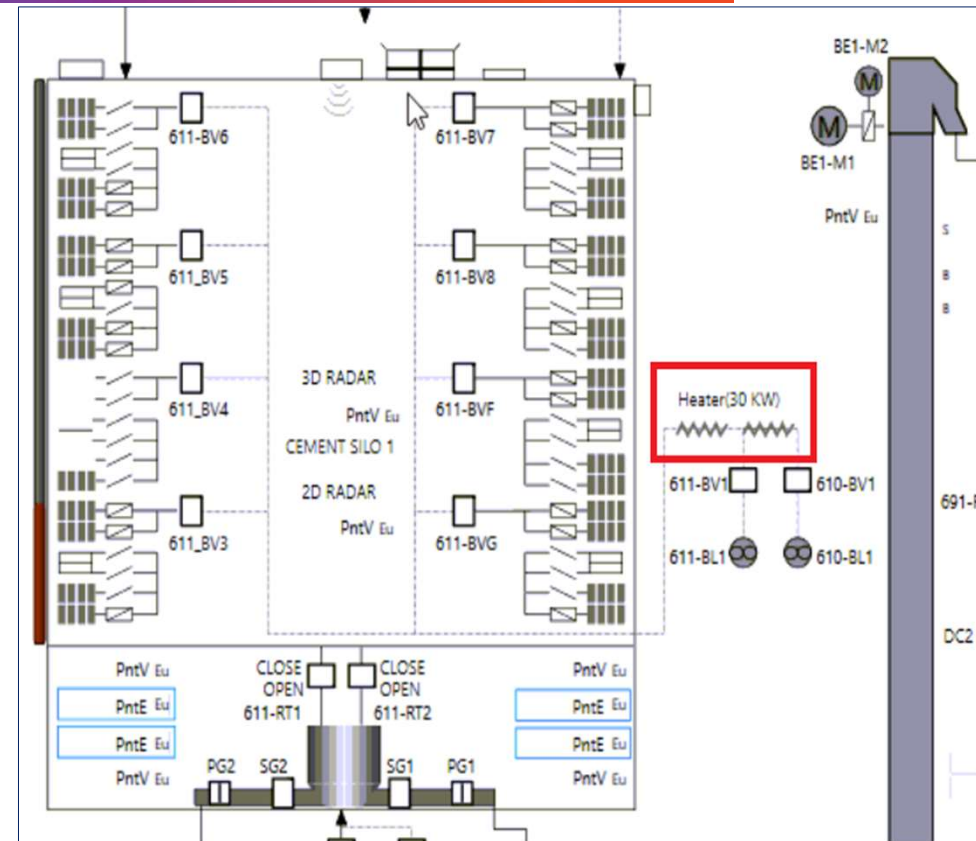 BE1-M2
M
611-BV6
611-BV7
M
BE1-M1
PntV Eu
S
611_BV5
611-BV8
B
B
3D RADAR
Heater(30 KW)
611_BV4
PntV Eu
611-BVF
CEMENT SILO 1
2D RADAR
611-BV1
610-BV1
PntV Eu
611_BV3
611-BVG
611-BL1
610-BL1
DC2
PntV Eu
CLOSE
CLOSE
PntV Eu
OPEN
OPEN
PntE Eu
611-RT1
611-RT2
PntE Eu
PntE Eu
PntE Eu
PntV Eu
PG2
SG2
SG1
PG1
PntV Eu